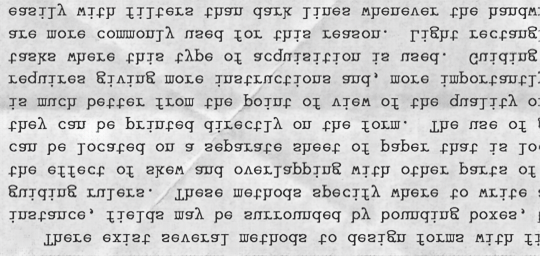 There exist several methods to design forms with fi
instance, fields may be surrounded by bounding boxes,
guiding rulers. These methods specify where to write
the effect of skew and overlapping with other parts of
can be located on a separate sheet of paper that is loc
they can be printed directly on the form. The use of
is much better from the point of view of the quality o
requires giving more instructions and, more importantly
tasks where this type of acquisition is used. Guiding
are more commonly used for this reason. Light rectangl
easily with filters than dark lines whenever the handw